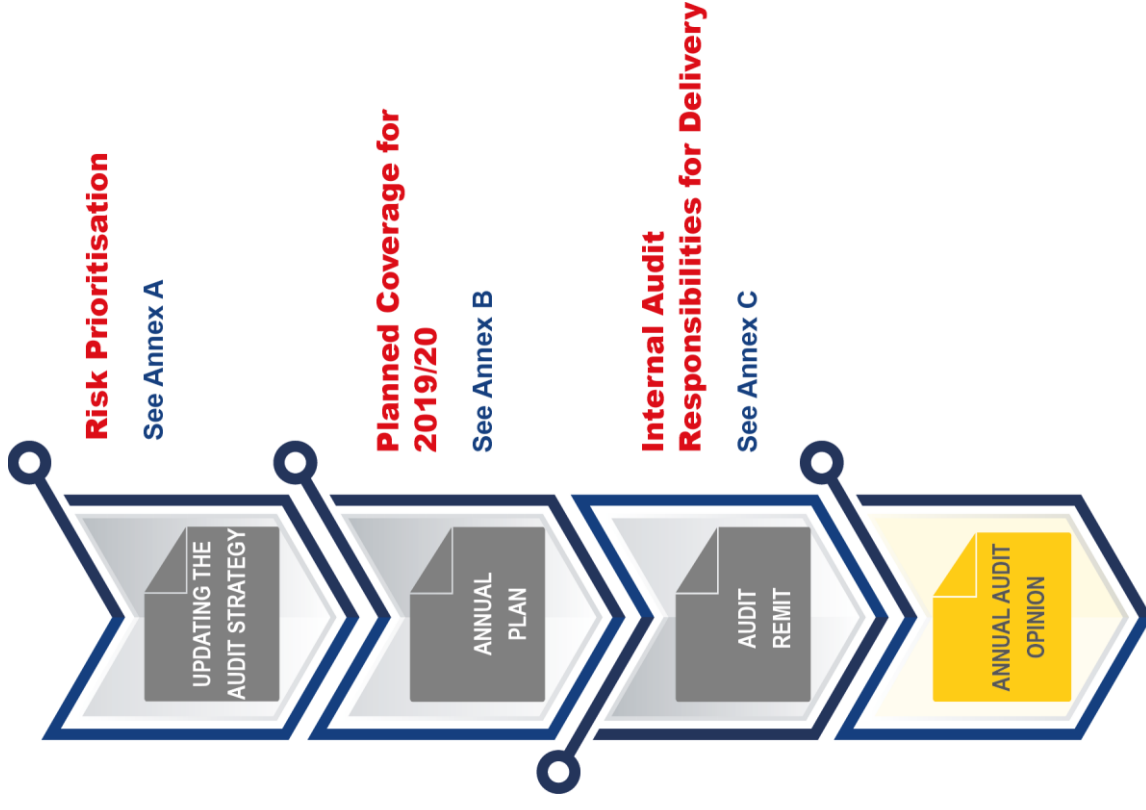 UPDATING THE
AUDIT STRATEGY
Risk Prioritisation
See Annex A
ANNUAL
PLAN
Planned Coverage for
2019/20
See Annex B
AUDIT
REMIT
Internal Audit
Responsibilities for Delivery
See Annex C
ANNUAL AUDIT
OPINION